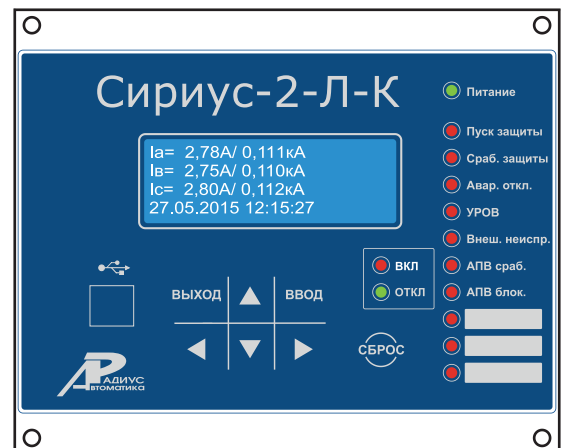 Сириус-2-Л-К
Iа= 2,78А/ 0,111кА
Iв= 2,75А/ 0,110кА
Iс= 2,80А/ 0,112кА
27.05.2015 12:15:27
Питание
Пуск защиты
Сраб. защиты
Авар. откл.
УРОВ
Внеш. неиспр.
АПВ сраб.
АПВ блок.
ВКЛ
ОТКЛ
ВЫХОД
ВВОД
СБРОС
РАДИУС
Автоматика